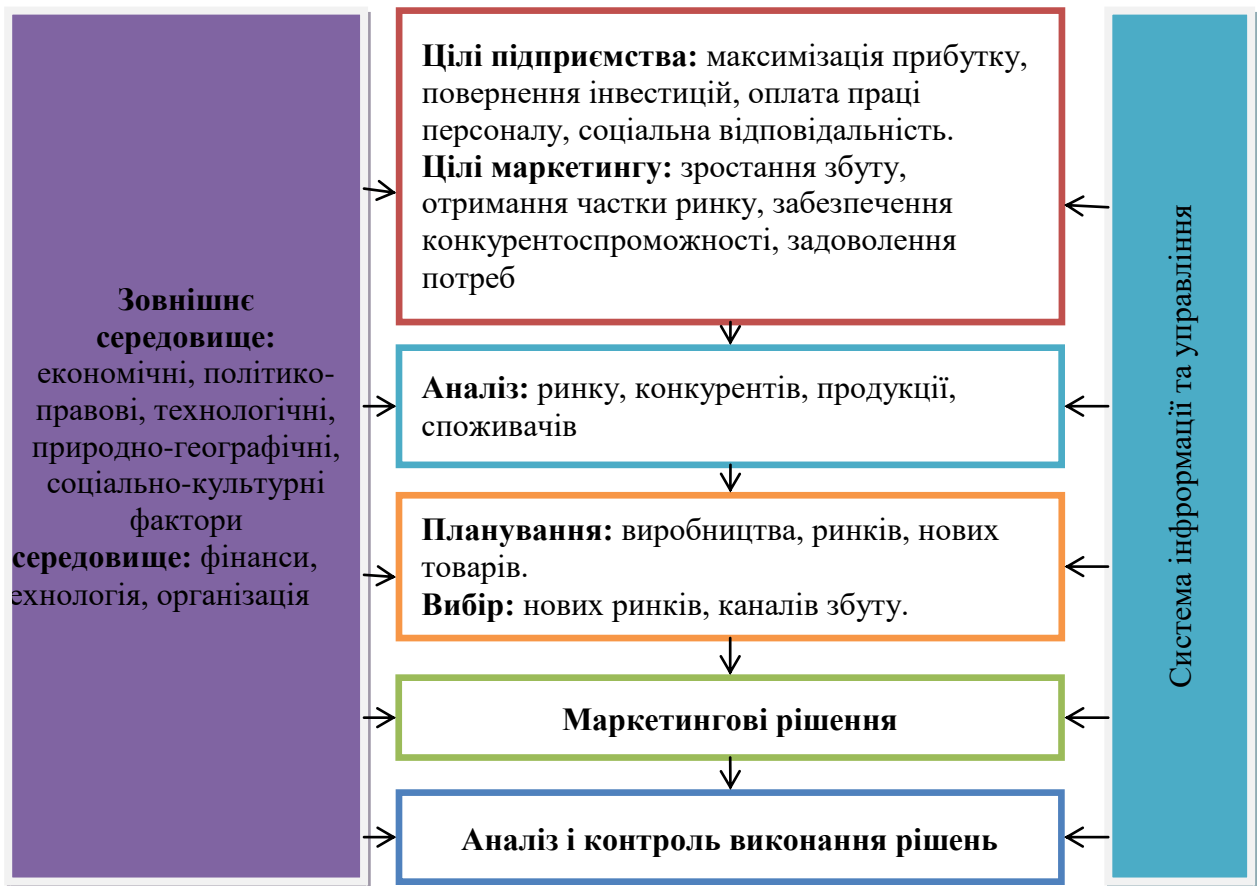 Зовнішнє
середовище:
економічні, політико-
правові, технологічні,
природно-географічні,
соціально-культурні
фактори
середовище: фінанси,
ехнологія, організація
Цілі підприємства: максимізація прибутку,
повернення інвестицій, оплата праці
персоналу, соціальна відповідальність.
Цілі маркетингу: зростання збуту,
отримання частки ринку, забезпечення
конкурентоспроможності, задоволення
потреб
Аналіз: ринку, конкурентів, продукції,
споживачів
Планування: виробництва, ринків, нових
товарів.
Вибір: нових ринків, каналів збуту.
Маркетингові рішення
Аналіз і контроль виконання рішень
Система інфрормації та управління